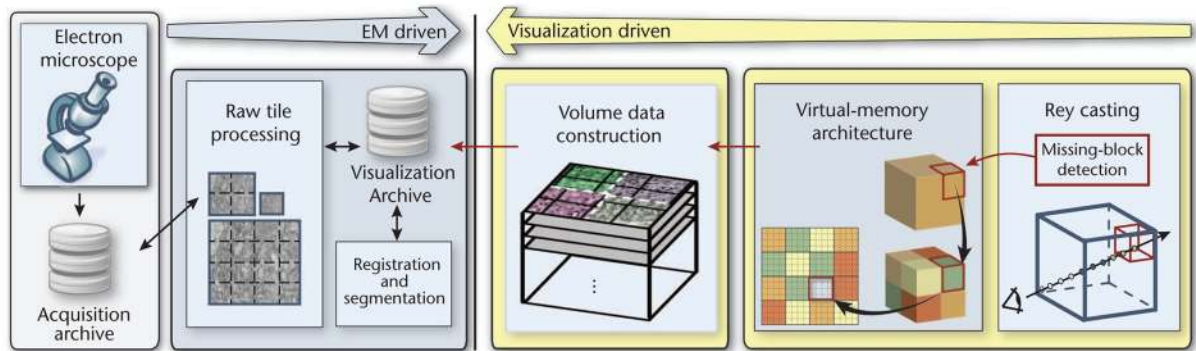 Electron
microscope
Acquisition
archive
EM driven
Raw tile
processing
Visualization
Archive
Registration
and
segmentation
Visualization driven
Volume data
construction
⋮
Virtual-memory
architecture
Rey casting
Missing-block
detection